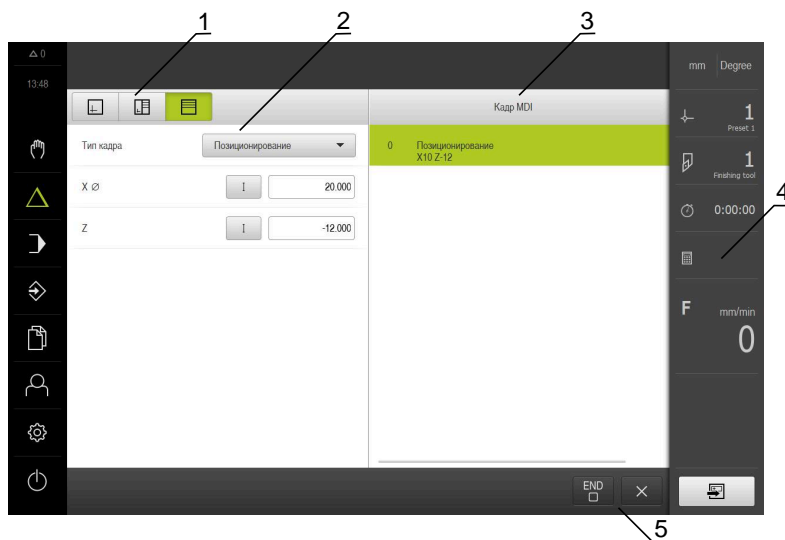 1
2
3
0
13:48
mm Degree
Кадр MDI
1
Preset 1
Тип кадра
Позиционирование
0 Позиционирование
X10 Z-12
1
Finishing tool
X Ø
I
20.000
4
0:00:00
Z
I
-12.000
F
mm/min
0
END
5